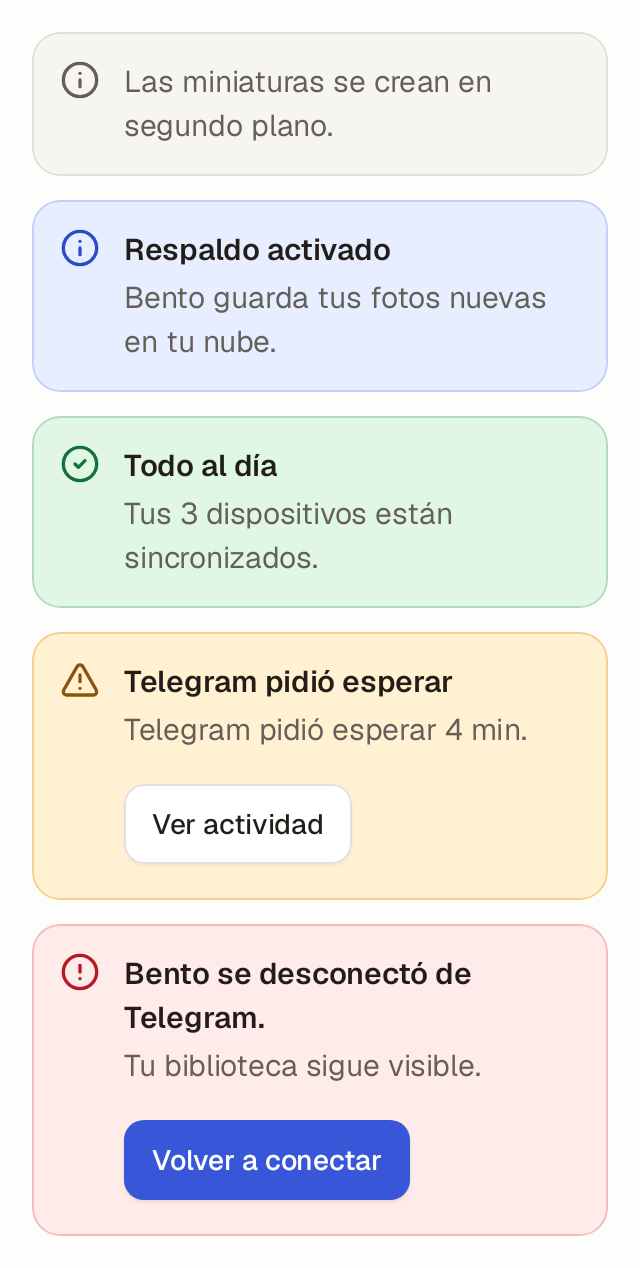 Las miniaturas se crean en
segundo plano.
Respaldo activado
Bento guarda tus fotos nuevas
en tu nube.
Todo al día
Tus 3 dispositivos están
sincronizados.
Telegram pidió esperar
Telegram pidió esperar 4 min.
Ver actividad
Bento se desconectó de
Telegram.
Tu biblioteca sigue visible.
Volver a conectar